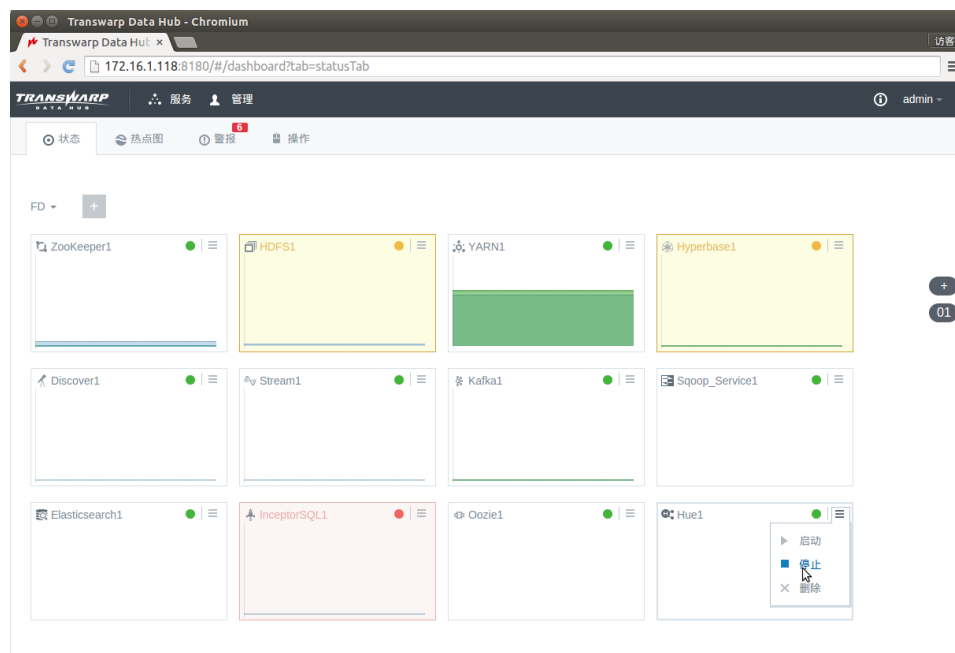 Transwarp Data Hub - Chromium
Transwarp Data Hub ×
访客
172.16.1.118:8180/#/dashboard?tab=statusTab
TRANSWARP DATA HUB 服务 管理 admin
状态 热点图 警报 6 操作
FD +
ZooKeeper1 HDFS1 YARN1 Hyperbase1
+
01
Discover1 Stream1 Kafka1 Sqoop_Service1
Elasticsearch1 InceptorSQL1 Oozie1 Hue1
启动
停止
删除